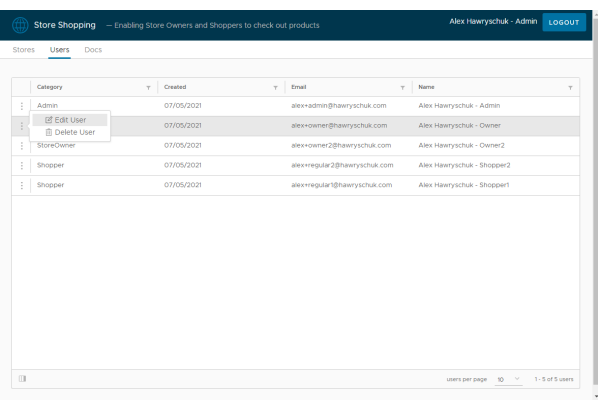 Store Shopping — Enabling Store Owners and Shoppers to check out products Alex Hawryschuk - Admin LOGOUT
Stores Users Docs
Category Created Email Name
Admin 07/05/2021 alex+admin@hawryschuk.com Alex Hawryschuk - Admin
Edit User
07/05/2021 alex+owner@hawryschuk.com Alex Hawryschuk - Owner
Delete User
StoreOwner 07/05/2021 alex+owner2@hawryschuk.com Alex Hawryschuk - Owner2
Shopper 07/05/2021 alex+regular2@hawryschuk.com Alex Hawryschuk - Shopper2
Shopper 07/05/2021 alex+regular1@hawryschuk.com Alex Hawryschuk - Shopper1
users per page 10 1 - 5 of 5 users